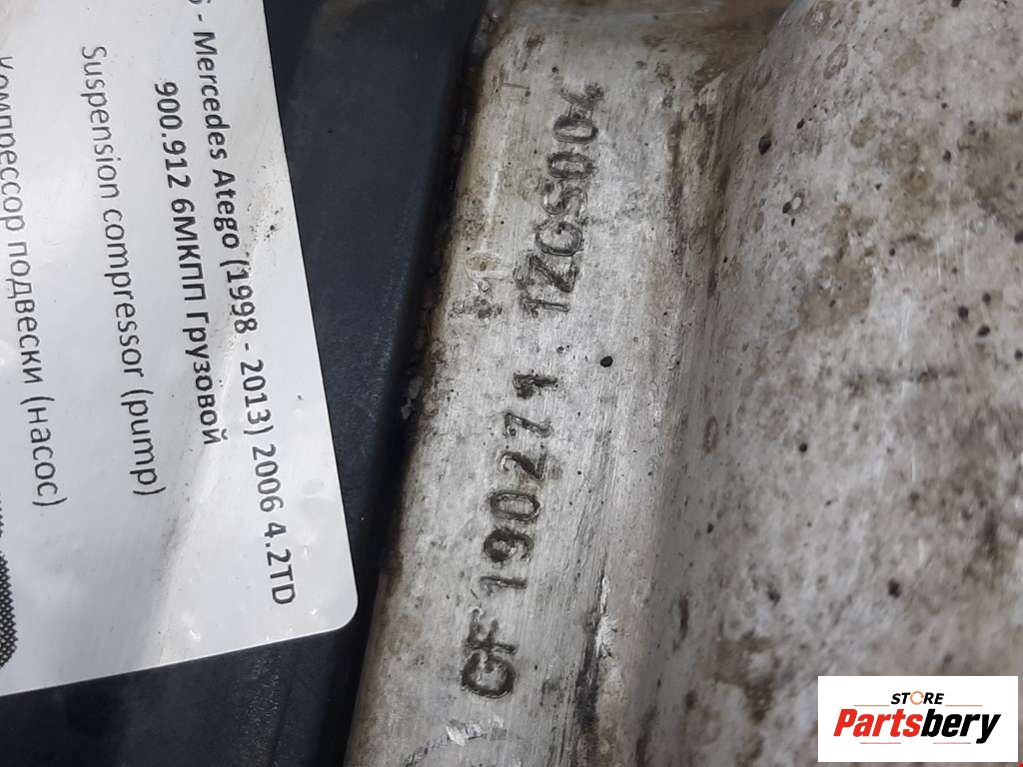 - Mercedes Atego (1998 - 2013) 2006 4.2TD
900.912 6МКПП Грузовой
Suspension compressor (pump)
Компрессор подвески (насос)
GF 190271 1ZGS004
STORE
Partsbery